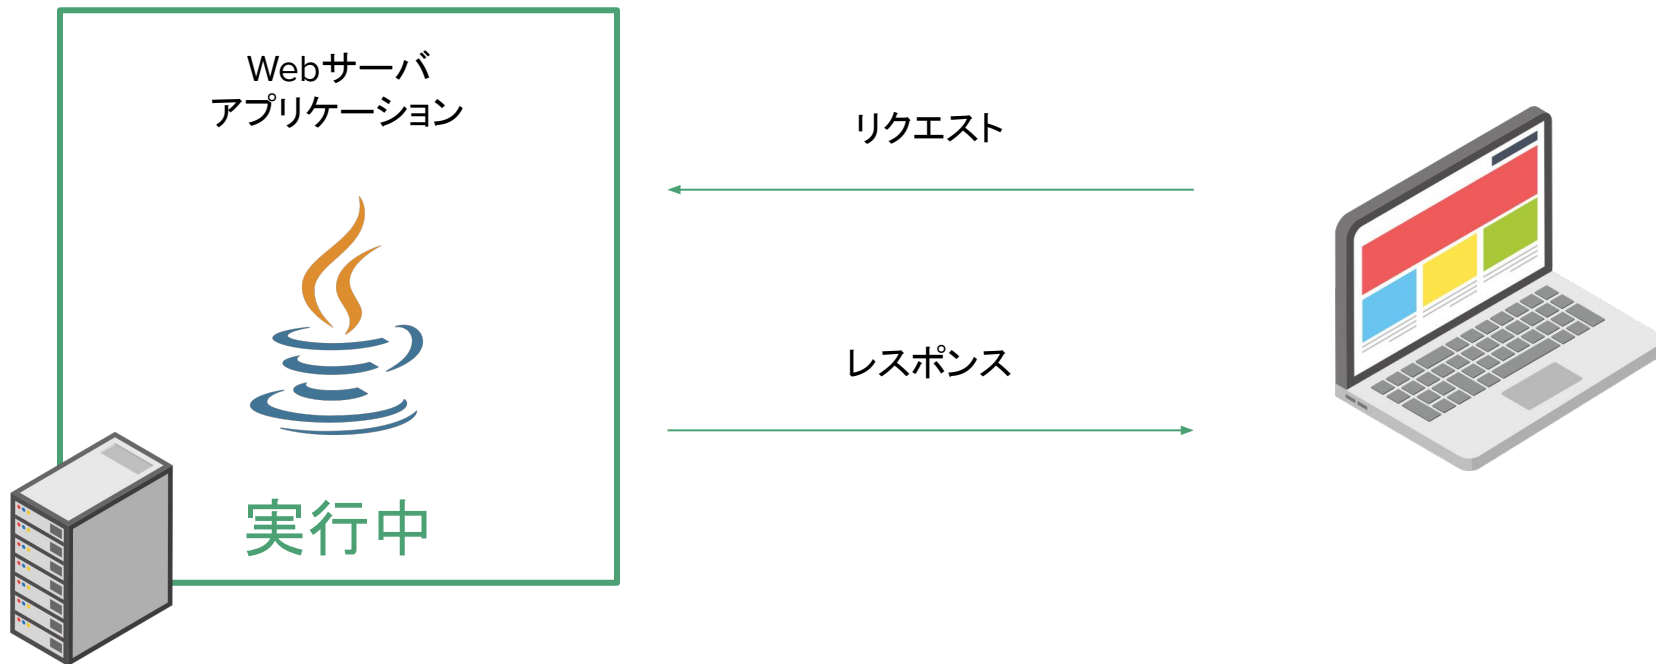 Webサーバ
アプリケーション
リクエスト
レスポンス
実行中